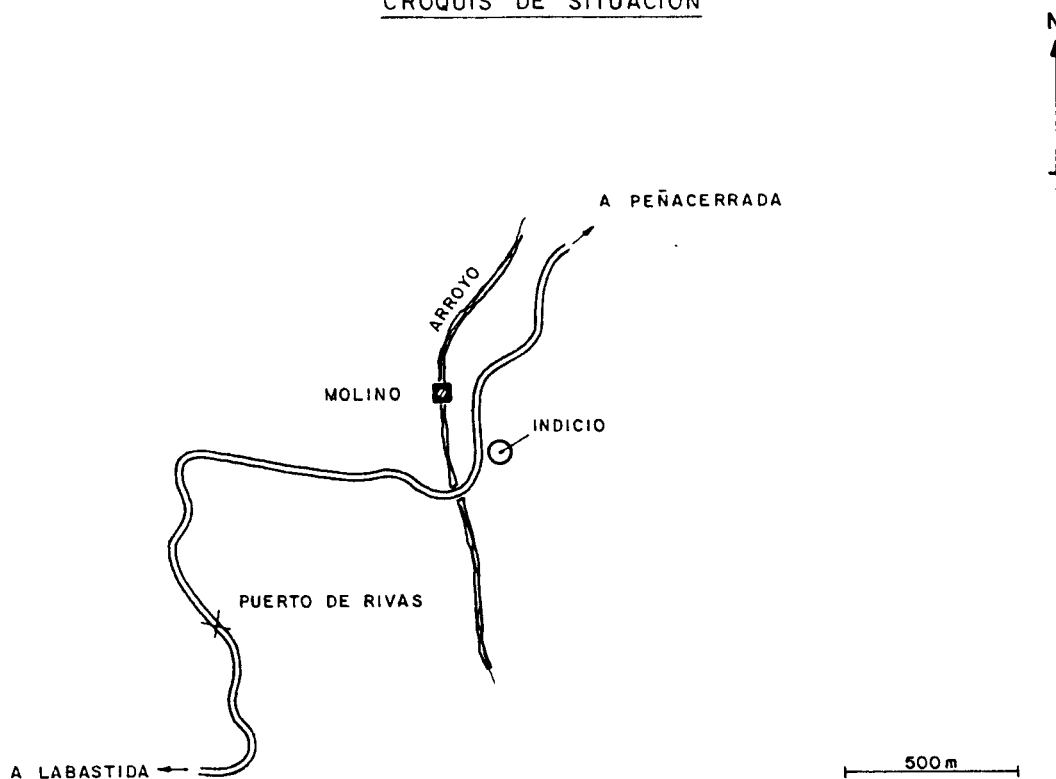 CROQUIS DE SITUACION
N
A PEÑACERRADA
ARROYO
MOLINO
INDICIO
PUERTO DE RIVAS
A LABASTIDA
500 m